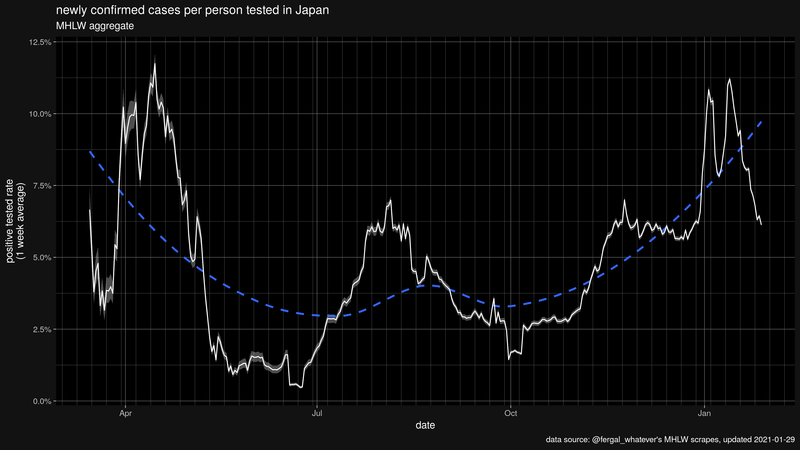 newly confirmed cases per person tested in Japan
MHLW aggregate
12.5%
10.0%
7.5%
5.0%
2.5%
0.0%
positive tested rate
(1 week average)
Apr
Jul
Oct
Jan
date
data source: @fergal_whatever's MHLW scrapes, updated 2021-01-29